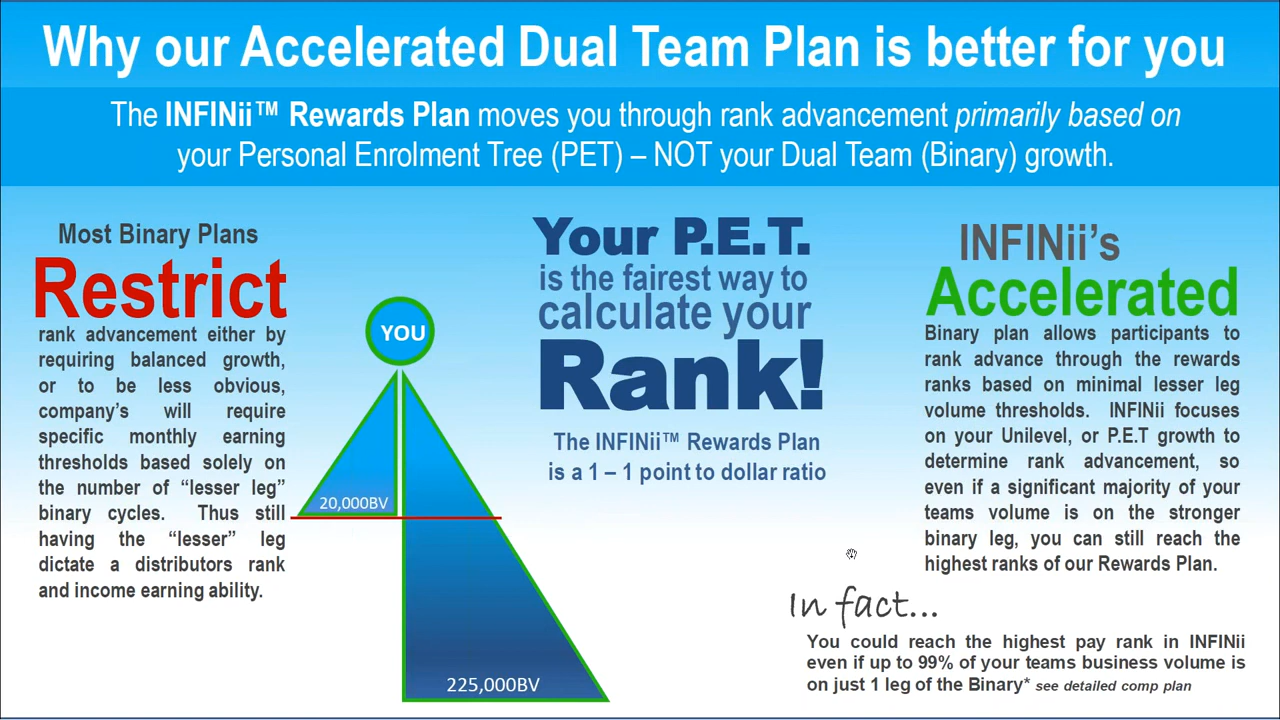 Why our Accelerated Dual Team Plan is better for you
The INFINii™ Rewards Plan moves you through rank advancement primarily based on
your Personal Enrolment Tree (PET) – NOT your Dual Team (Binary) growth.
Most Binary Plans
Restrict
rank advancement either by
requiring balanced growth,
or to be less obvious,
company's will require
specific monthly earning
thresholds based solely on
the number of “lesser leg”
binary cycles. Thus still
having the “lesser” leg
dictate a distributors rank
and income earning ability.
YOU
20,000BV
225,000BV
Your P.E.T.
is the fairest way to
calculate your
Rank!
The INFINii™ Rewards Plan
is a 1 – 1 point to dollar ratio
INFINii's
Accelerated
Binary plan allows participants to
rank advance through the rewards
ranks based on minimal lesser leg
volume thresholds. INFINii focuses
on your Unilevel, or P.E.T growth to
determine rank advancement, so
even if a significant majority of your
teams volume is on the stronger
binary leg, you can still reach the
highest ranks of our Rewards Plan.
In fact...
You could reach the highest pay rank in INFINii
even if up to 99% of your teams business volume is
on just 1 leg of the Binary* see detailed comp plan